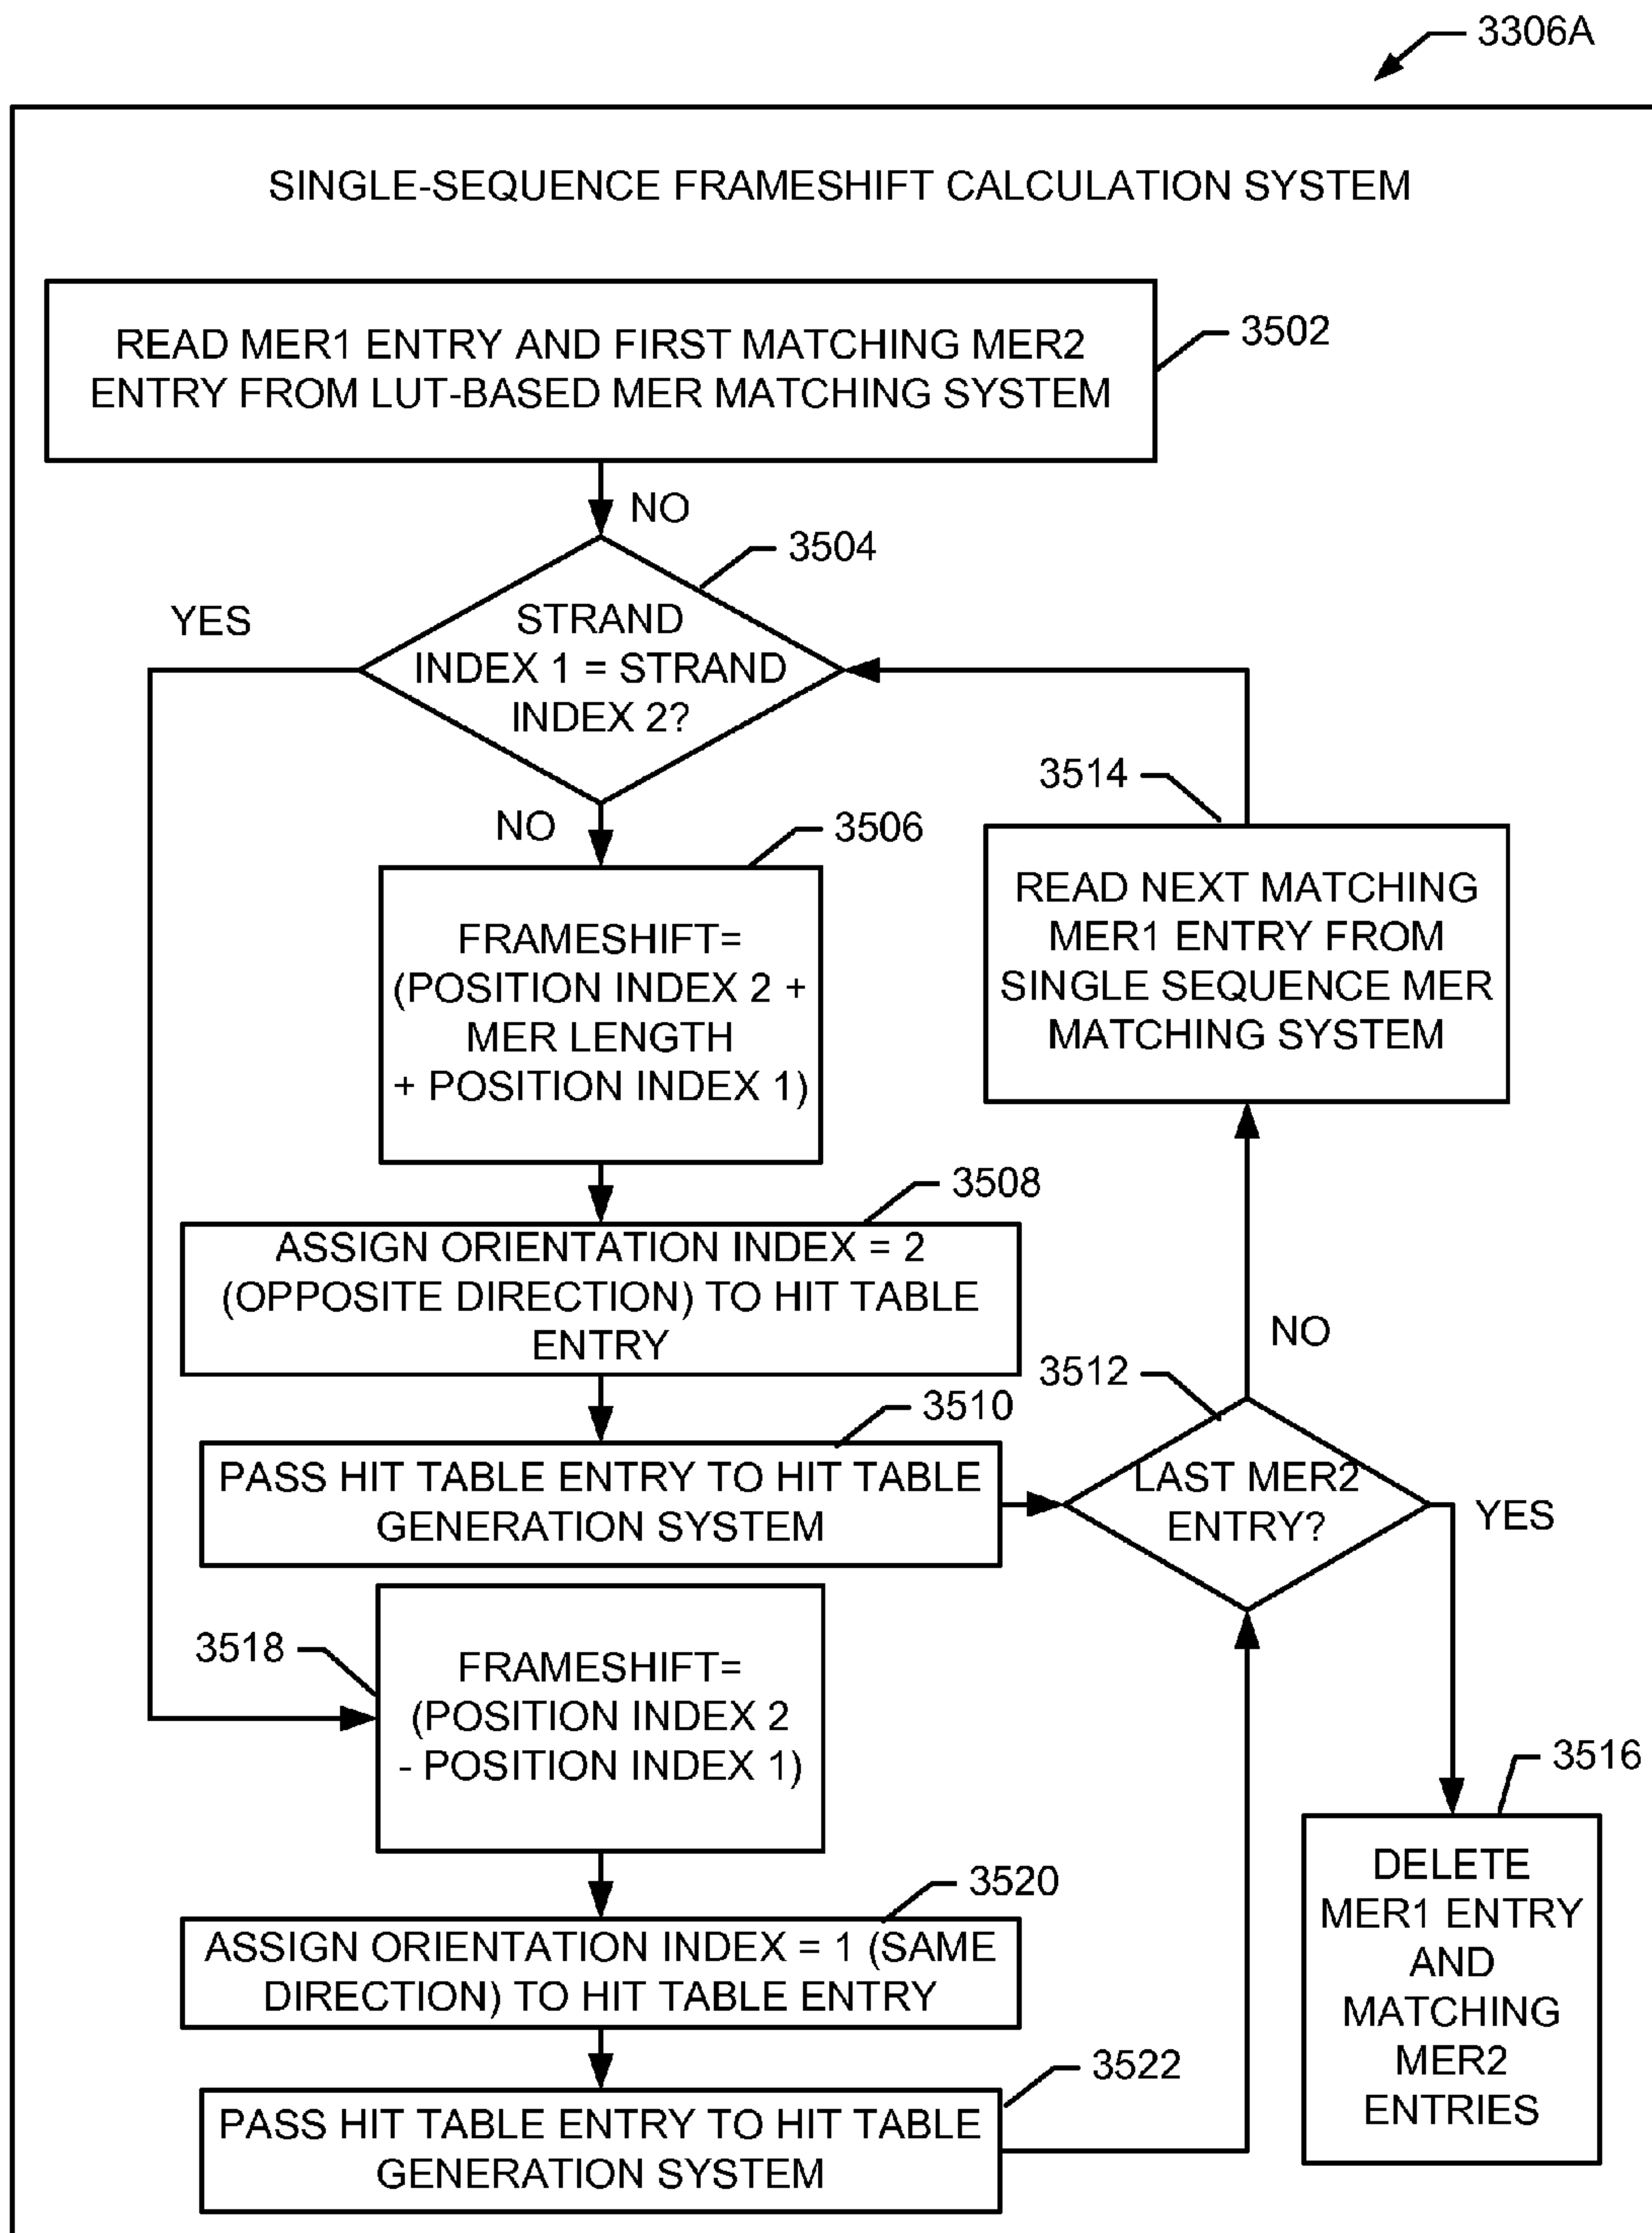 3306A
SINGLE-SEQUENCE FRAMESHIFT CALCULATION SYSTEM
READ MER1 ENTRY AND FIRST MATCHING MER2
ENTRY FROM LUT-BASED MER MATCHING SYSTEM
3502
NO
3504
YES
STRAND
INDEX 1 = STRAND
INDEX 2?
NO
3506
FRAMESHIFT=
(POSITION INDEX 2 +
MER LENGTH
+ POSITION INDEX 1)
3514
READ NEXT MATCHING
MER1 ENTRY FROM
SINGLE SEQUENCE MER
MATCHING SYSTEM
3508
ASSIGN ORIENTATION INDEX = 2
(OPPOSITE DIRECTION) TO HIT TABLE
ENTRY
NO
3512
3510
PASS HIT TABLE ENTRY TO HIT TABLE
GENERATION SYSTEM
LAST MER2
ENTRY?
YES
3518
FRAMESHIFT=
(POSITION INDEX 2
- POSITION INDEX 1)
3516
DELETE
MER1 ENTRY
AND
MATCHING
MER2
ENTRIES
3520
ASSIGN ORIENTATION INDEX = 1 (SAME
DIRECTION) TO HIT TABLE ENTRY
3522
PASS HIT TABLE ENTRY TO HIT TABLE
GENERATION SYSTEM